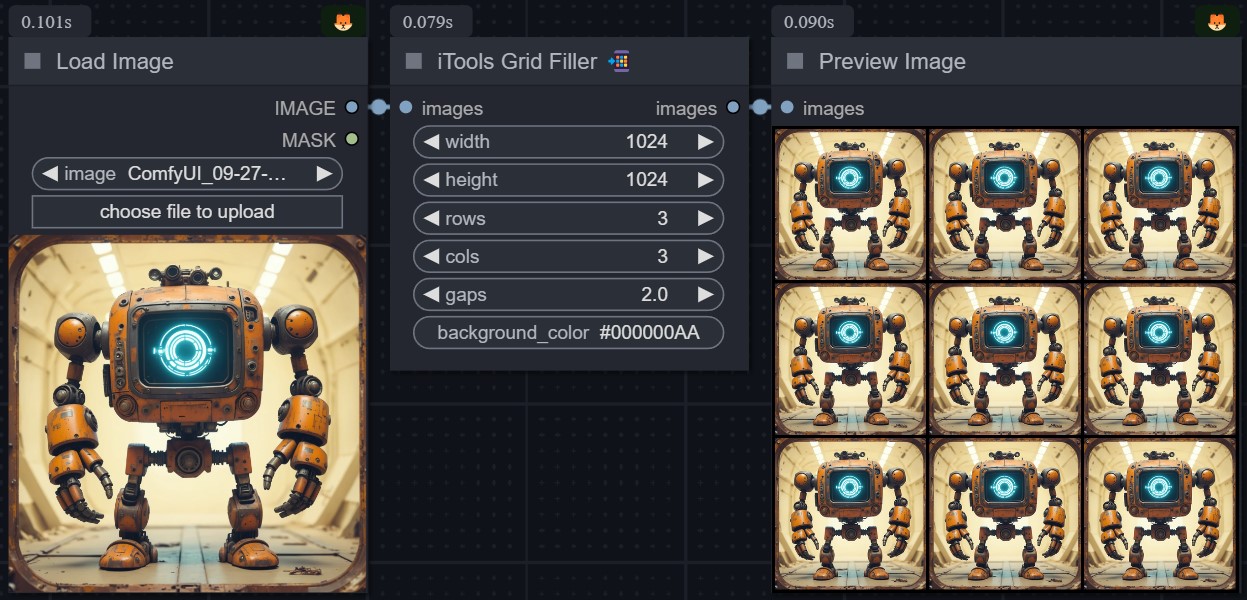 0.101s
Load Image
IMAGE
MASK
image ComfyUI_09-27-...
choose file to upload
0.079s
iTools Grid Filler
images images
width 1024
height 1024
rows 3
cols 3
gaps 2.0
background_color #000000AA
0.090s
Preview Image
images